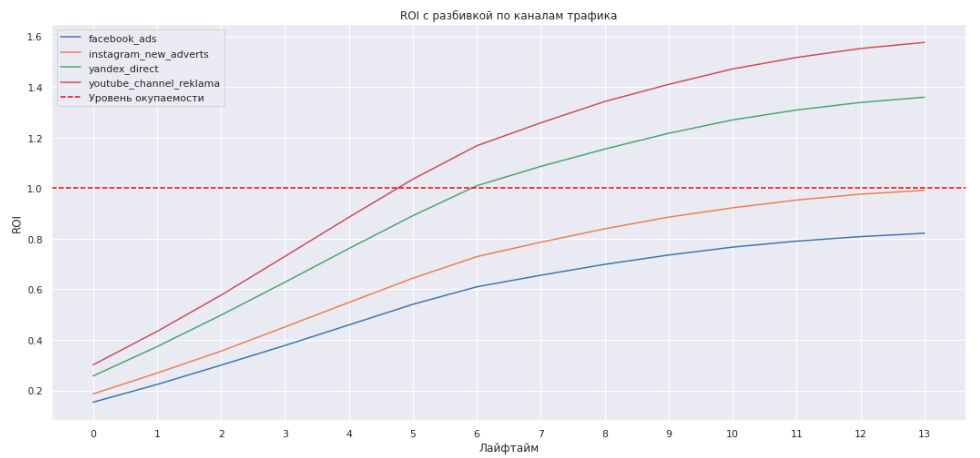 ROI с разбивкой по каналам трафика
facebook_ads
instagram_new_adverts
yandex_direct
youtube_channel_reklama
Уровень окупаемости
ROI
1.6
1.4
1.2
1.0
0.8
0.6
0.4
0.2
0 1 2 3 4 5 6 7 8 9 10 11 12 13
Лайфтайм